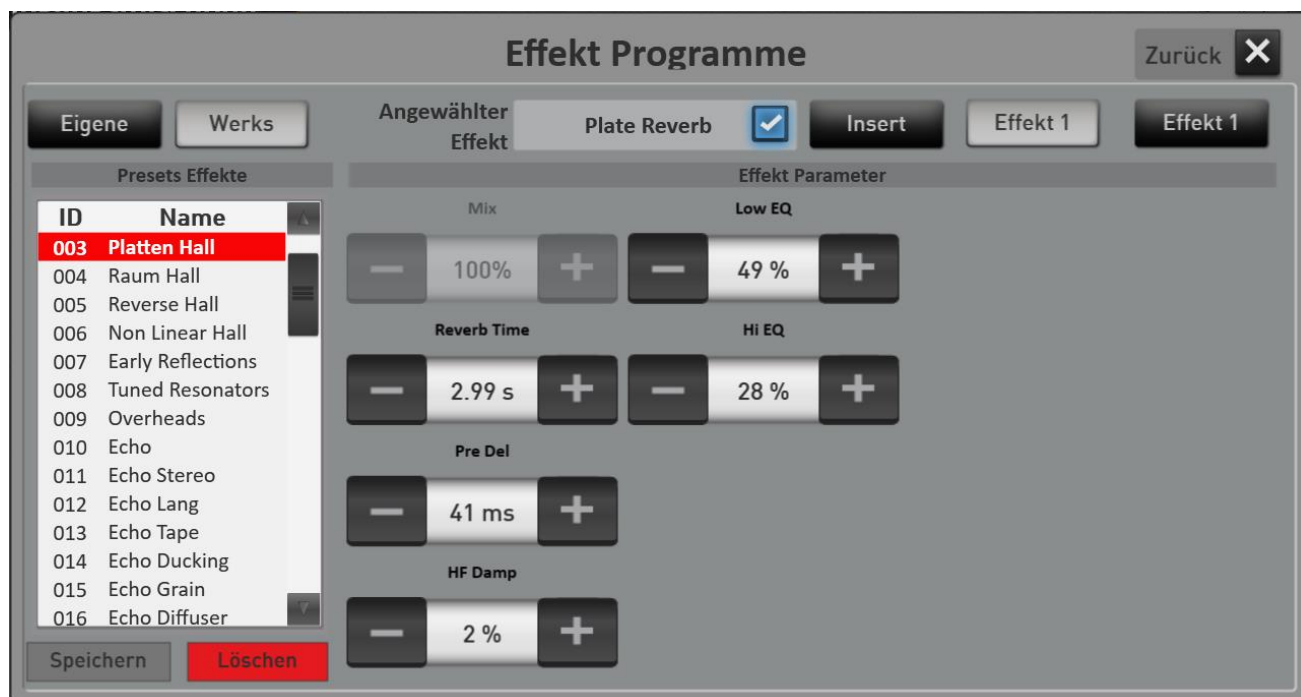 Effekt Programme
Zurück
Eigene
Werks
Angewählter
Effekt
Plate Reverb
Insert
Effekt 1
Effekt 1
Presets Effekte
Effekt Parameter
ID Name
003 Platten Hall
004 Raum Hall
005 Reverse Hall
006 Non Linear Hall
007 Early Reflections
008 Tuned Resonators
009 Overheads
010 Echo
011 Echo Stereo
012 Echo Lang
013 Echo Tape
014 Echo Ducking
015 Echo Grain
016 Echo Diffuser
Speichern
Löschen
Mix
100%
Low EQ
49 %
Reverb Time
2.99 s
Hi EQ
28 %
Pre Del
41 ms
HF Damp
2 %